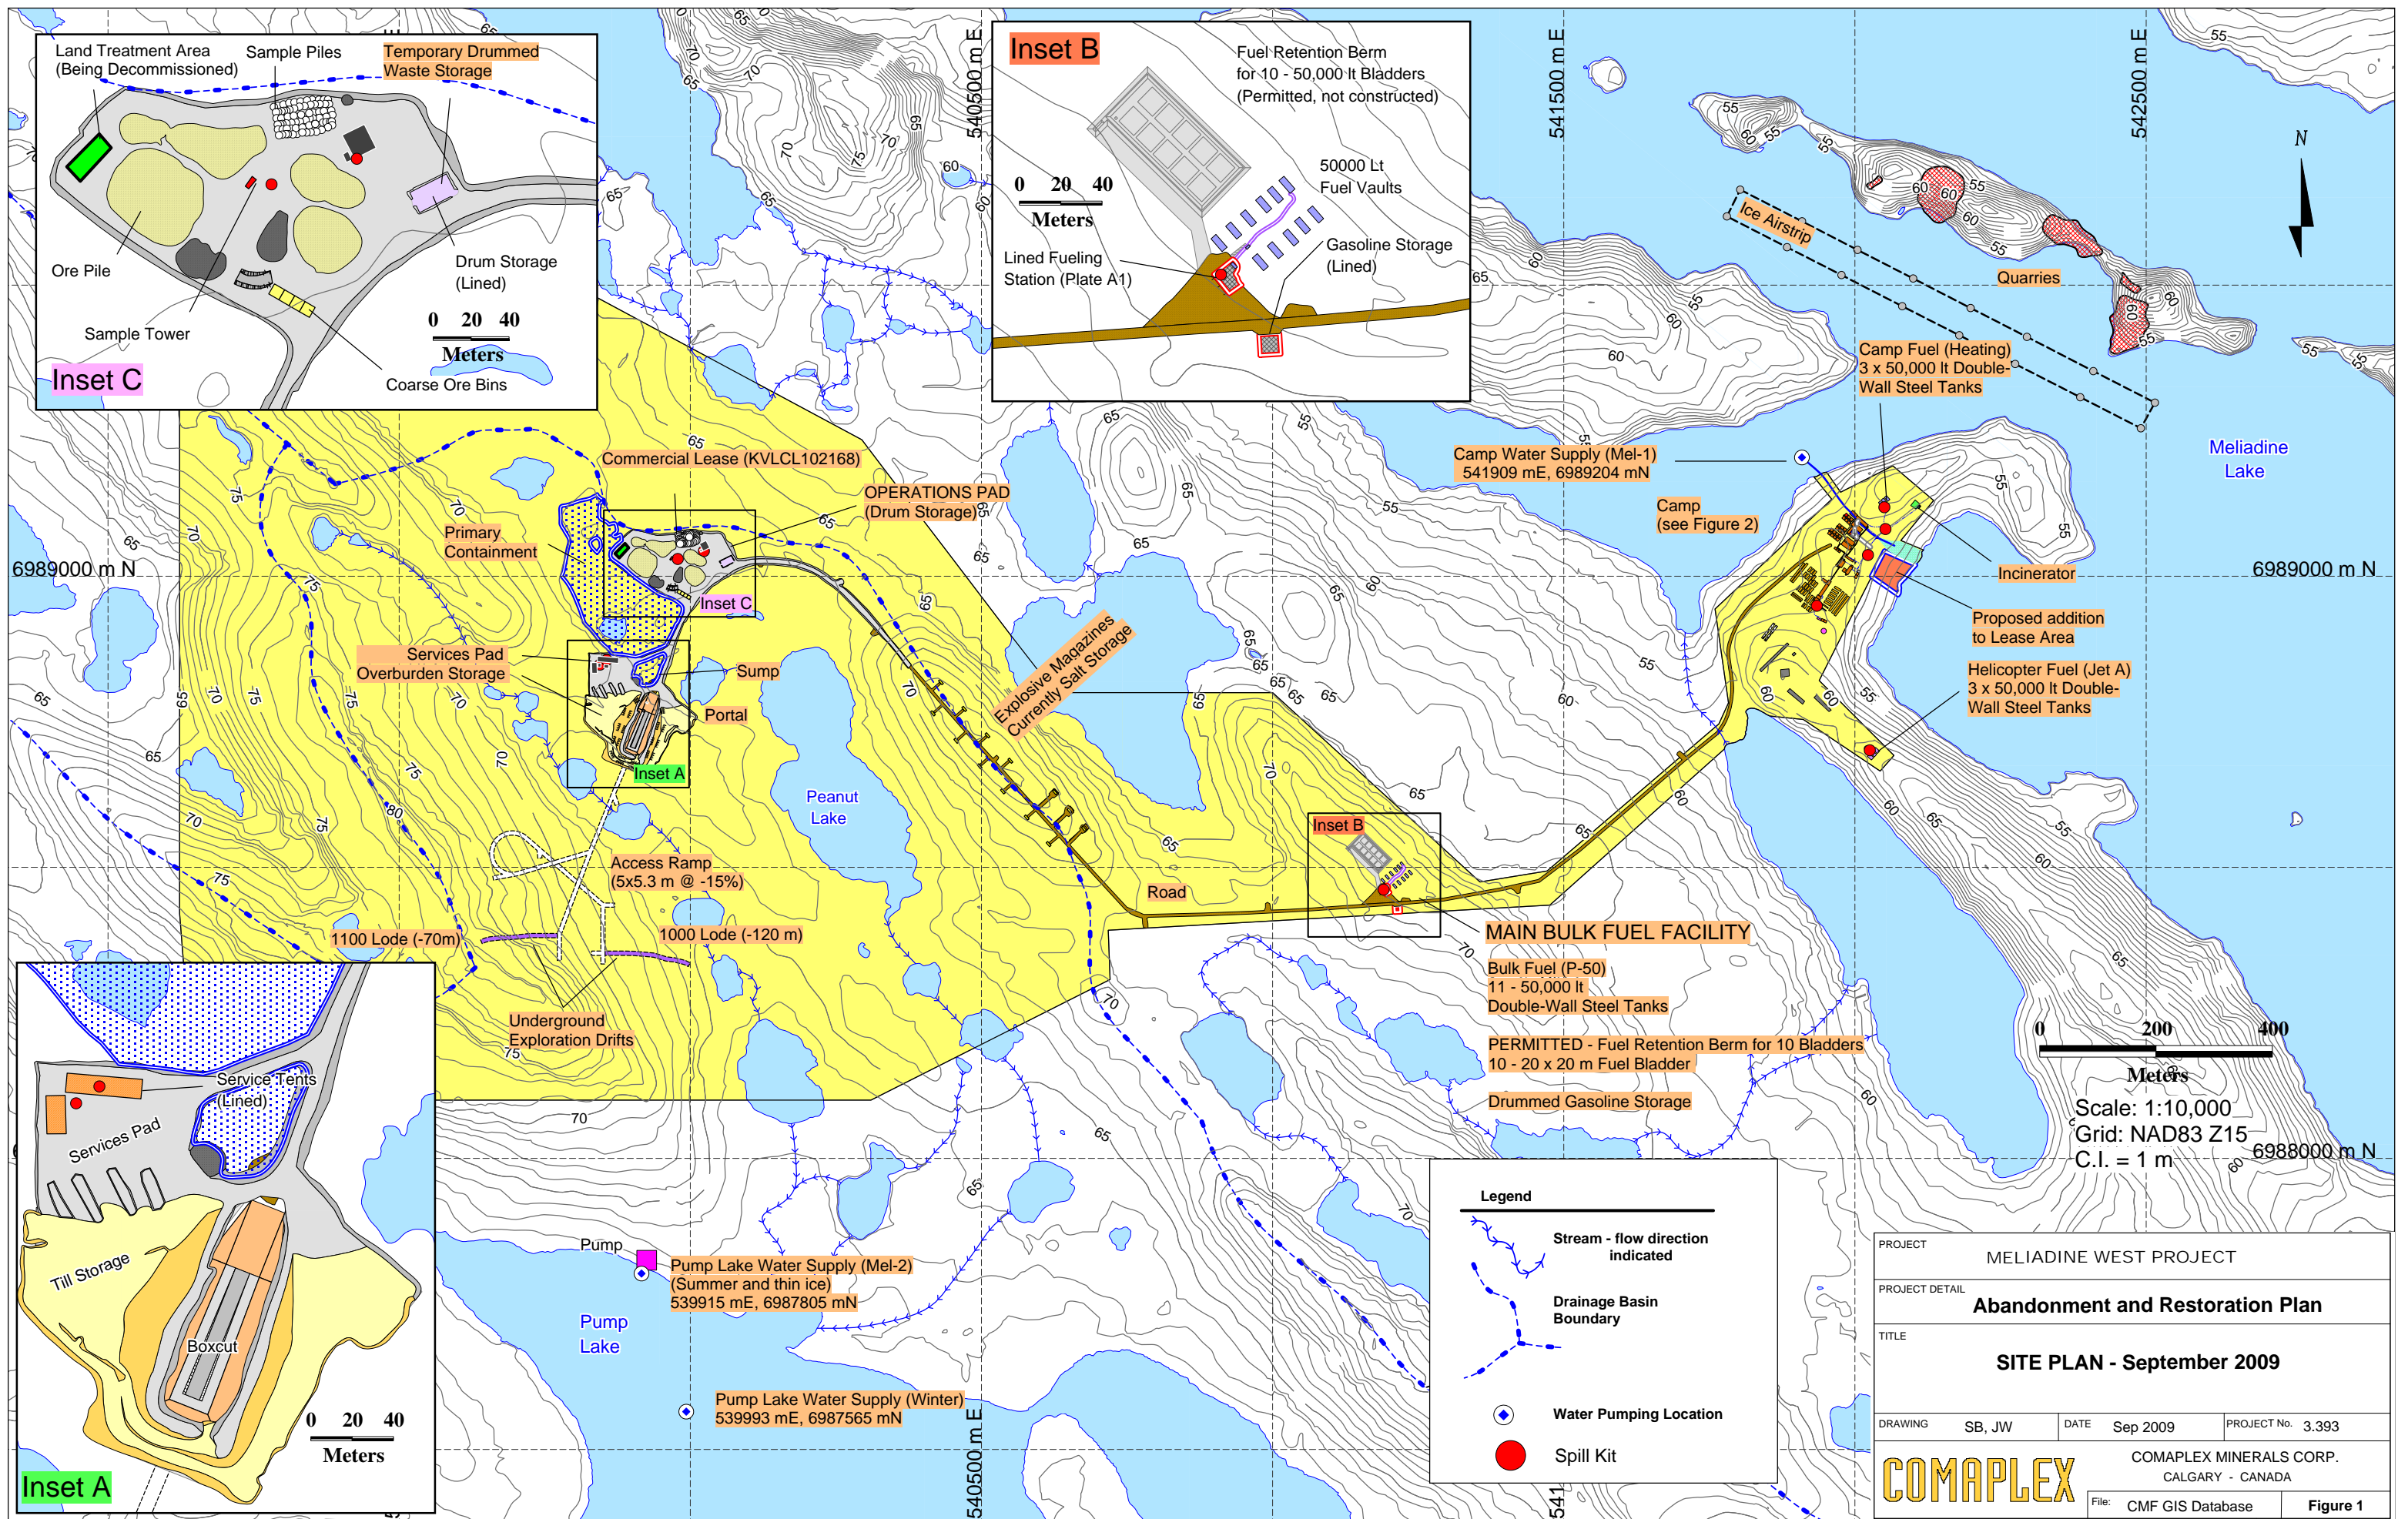 Land Treatment Area
(Being Decommissioned)
Sample Piles
Temporary Drummed
Waste Storage
Ore Pile
Sample Tower
Drum Storage
(Lined)
0 20 40
Meters
Coarse Ore Bins
Inset C
Inset B
Fuel Retention Berm
for 10 - 50,000 lt Bladders
(Permitted, not constructed)
0 20 40
Meters
50000 Lt
Fuel Vaults
Lined Fueling
Station (Plate A1)
Gasoline Storage
(Lined)
540500 m E
541500 m E
542500 m E
N
Ice Airstrip
Quarries
Camp Fuel (Heating)
3 x 50,000 lt Double-
Wall Steel Tanks
Meliadine
Lake
Camp Water Supply (Mel-1)
541909 mE, 6989204 mN
Camp
(see Figure 2)
Commercial Lease (KVLCL102168)
OPERATIONS PAD
(Drum Storage)
Primary
Containment
6989000 m N
6989000 m N
Inset C
Incinerator
Proposed addition
to Lease Area
Helicopter Fuel (Jet A)
3 x 50,000 lt Double-
Wall Steel Tanks
Services Pad
Overburden Storage
Sump
Portal
Inset A
Explosive Magazines
Currently Salt Storage
Peanut
Lake
Inset B
Access Ramp
(5x5.3 m @ -15%)
Road
1100 Lode (-70m)
1000 Lode (-120 m)
Underground
Exploration Drifts
MAIN BULK FUEL FACILITY
Bulk Fuel (P-50)
11 - 50,000 lt
Double-Wall Steel Tanks
PERMITTED - Fuel Retention Berm for 10 Bladders
10 - 20 x 20 m Fuel Bladder
Drummed Gasoline Storage
0 200 400
Meters
Scale: 1:10,000
Grid: NAD83 Z15
C.I. = 1 m
6988000 m N
Service Tents
(Lined)
Services Pad
Till Storage
Boxcut
0 20 40
Meters
Inset A
Pump
Pump Lake Water Supply (Mel-2)
(Summer and thin ice)
539915 mE, 6987805 mN
Pump
Lake
Pump Lake Water Supply (Winter)
539993 mE, 6987565 mN
540500 m E
Legend
Stream - flow direction
indicated
Drainage Basin
Boundary
Water Pumping Location
Spill Kit
PROJECT
MELIADINE WEST PROJECT
PROJECT DETAIL
Abandonment and Restoration Plan
TITLE
SITE PLAN - September 2009
DRAWING SB, JW DATE Sep 2009 PROJECT No. 3.393
COMAPLEX
COMAPLEX MINERALS CORP.
CALGARY - CANADA
File: CMF GIS Database Figure 1